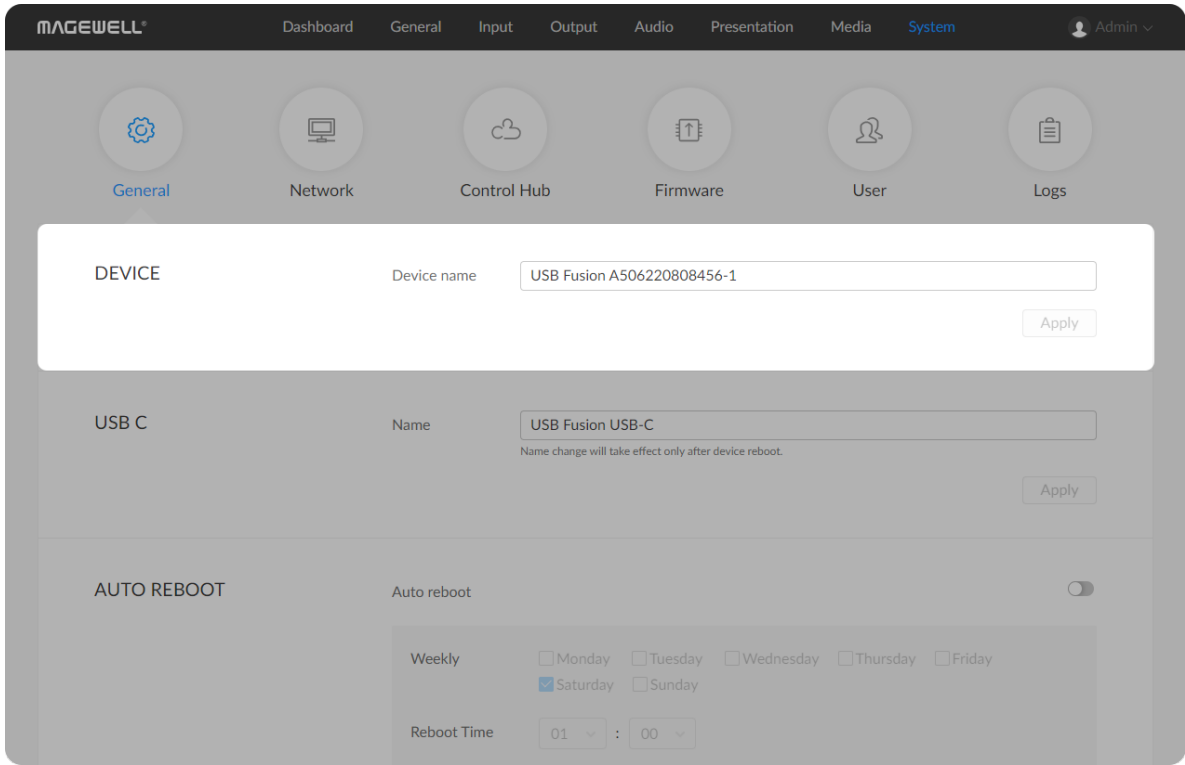 MAGEWELL® Dashboard General Input Output Audio Presentation Media System Admin
General Network Control Hub Firmware User Logs
DEVICE Device name USB Fusion A506220808456-1
Apply
USB C Name USB Fusion USB-C
Name change will take effect only after device reboot.
Apply
AUTO REBOOT Auto reboot
Weekly Monday Tuesday Wednesday Thursday Friday
Saturday Sunday
Reboot Time 01 : 00